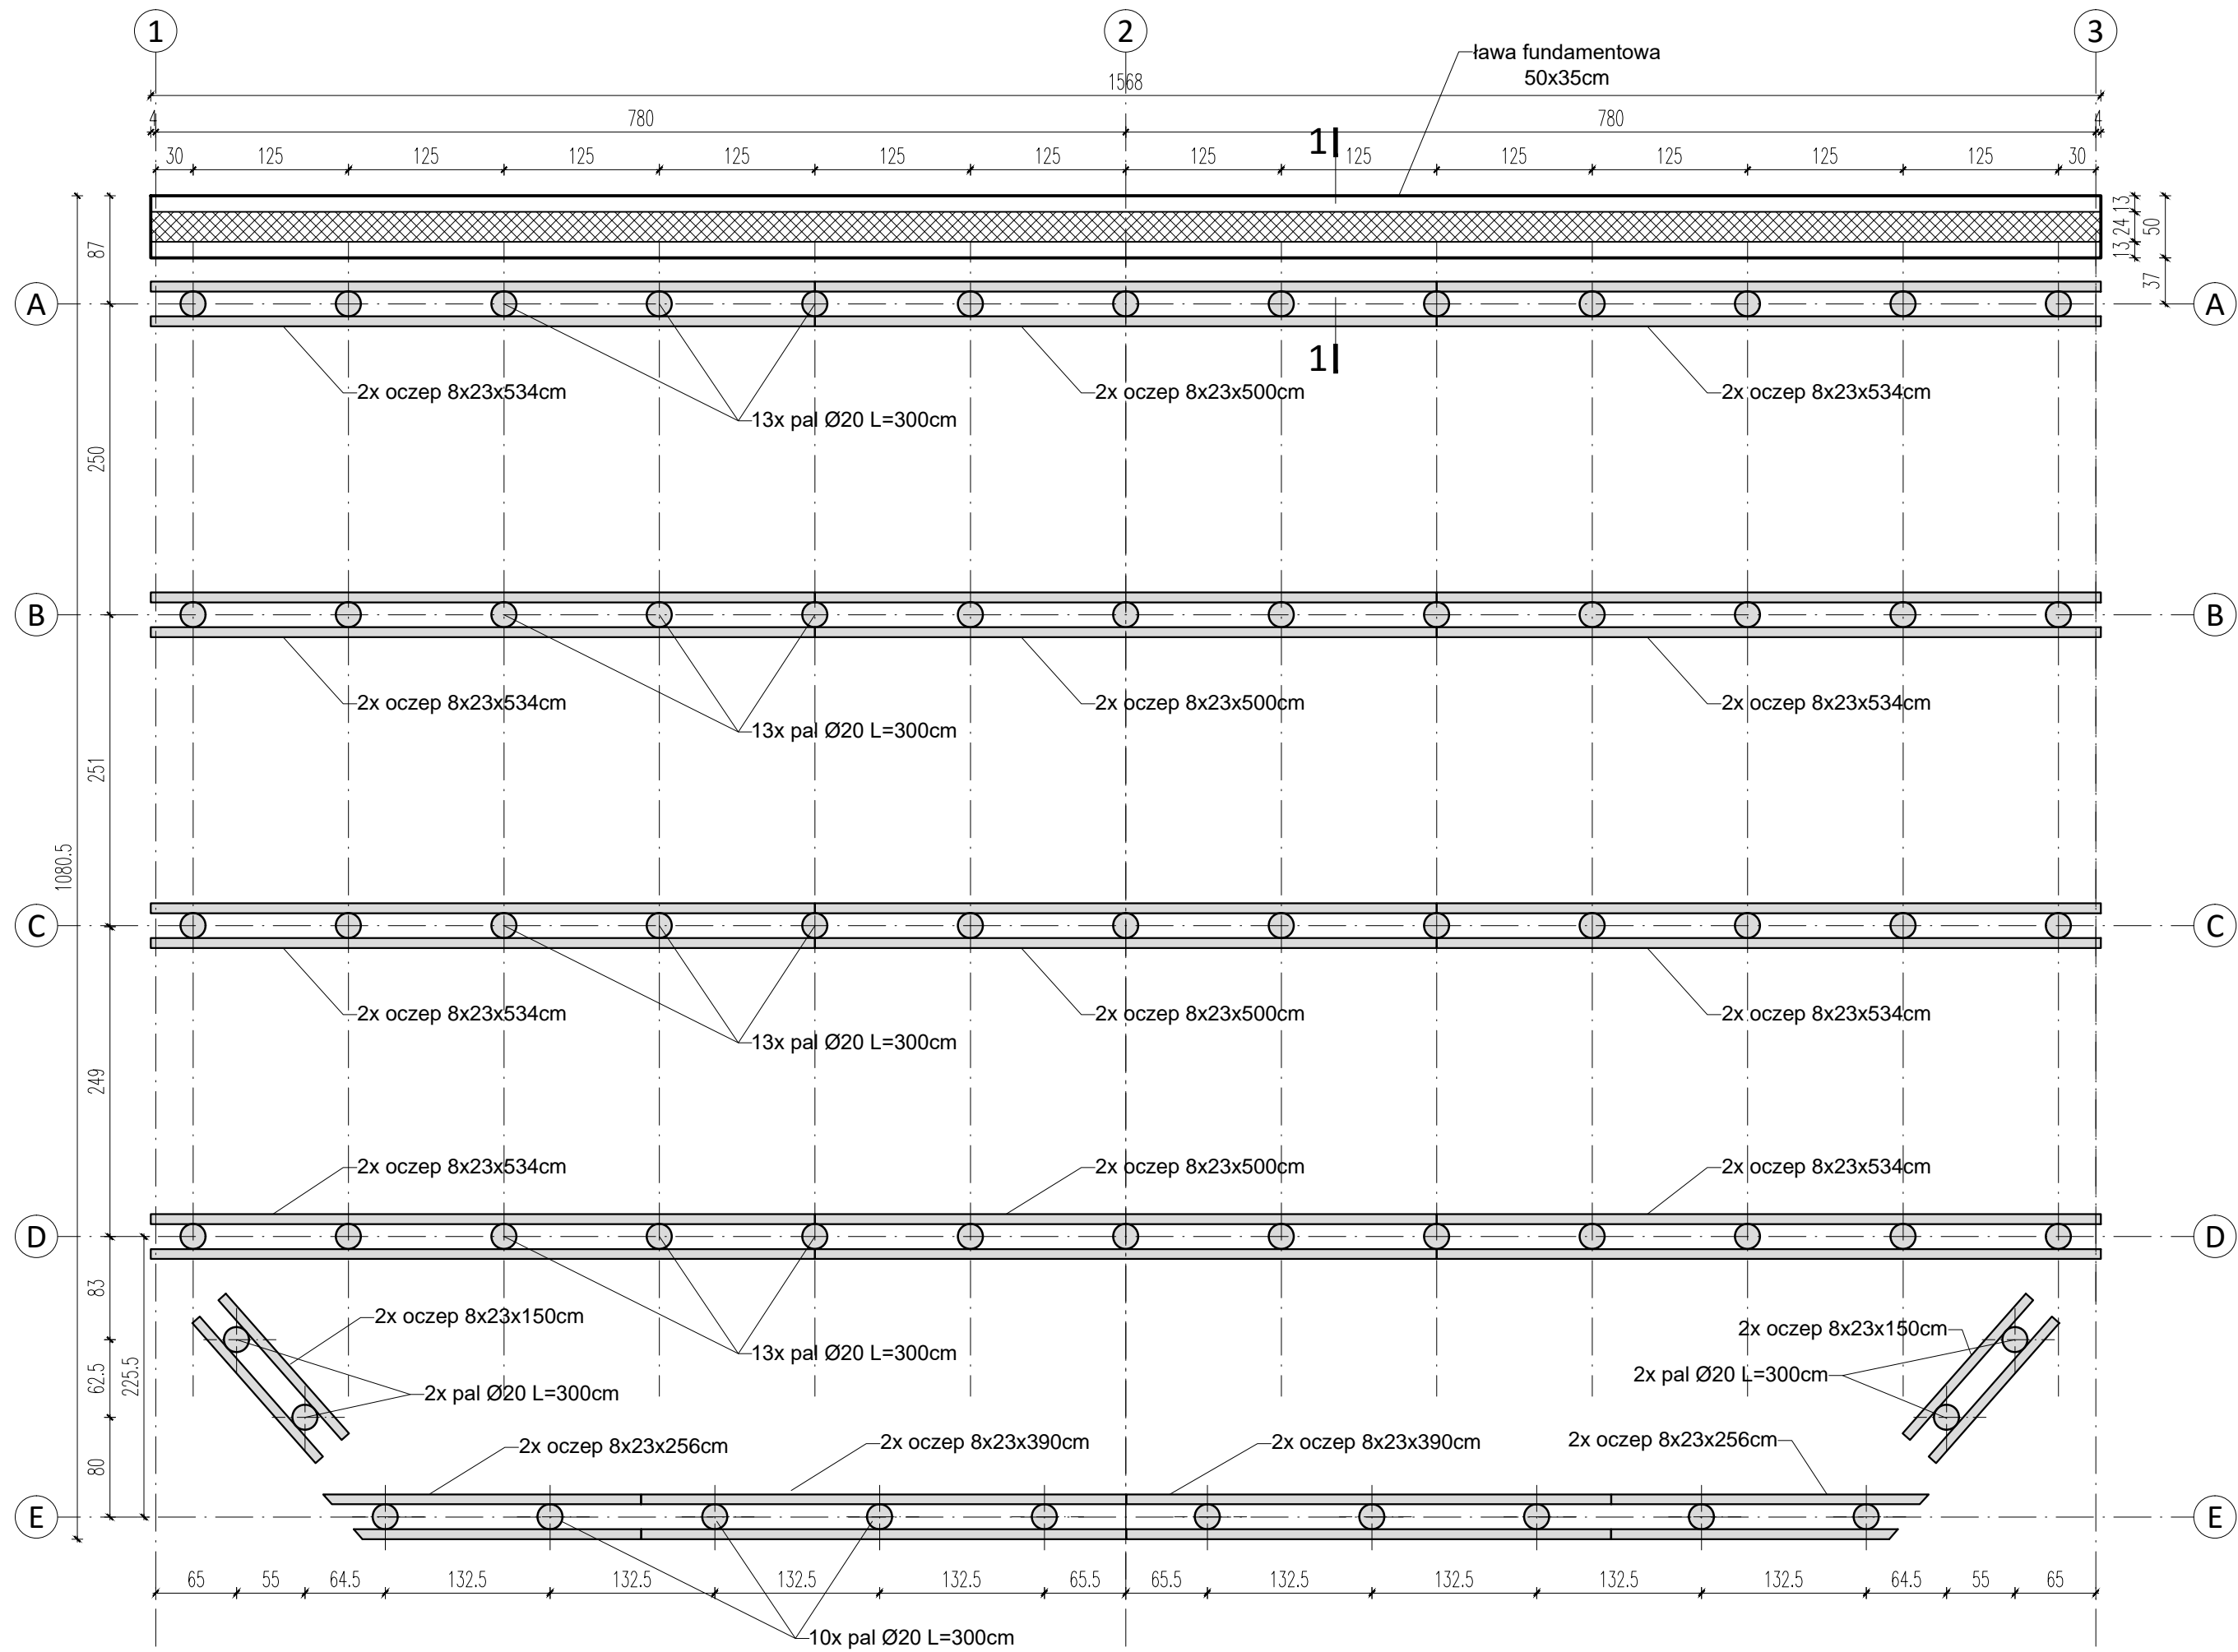 1 2 3
ława fundamentowa
50x35cm
1568
4 780 780 4
1
30 125 125 125 125 125 125 125 125 125 125 125 125 30
87
13
24
13
50
37
A A
1
2x oczep 8x23x534cm 2x oczep 8x23x500cm 2x oczep 8x23x534cm
13x pal Ø20 L=300cm
250
B B
2x oczep 8x23x534cm 2x oczep 8x23x500cm 2x oczep 8x23x534cm
13x pal Ø20 L=300cm
251
1080.5
C C
2x oczep 8x23x534cm 2x oczep 8x23x500cm 2x oczep 8x23x534cm
13x pal Ø20 L=300cm
249
2x oczep 8x23x534cm 2x oczep 8x23x500cm 2x oczep 8x23x534cm
D D
83
2x oczep 8x23x150cm 2x oczep 8x23x150cm
13x pal Ø20 L=300cm
62.5
225.5
2x pal Ø20 L=300cm 2x pal Ø20 L=300cm
80
2x oczep 8x23x256cm 2x oczep 8x23x390cm 2x oczep 8x23x390cm 2x oczep 8x23x256cm
E E
65 55 64.5 132.5 132.5 132.5 132.5 65.5 65.5 132.5 132.5 132.5 132.5 64.5 55 65
10x pal Ø20 L=300cm